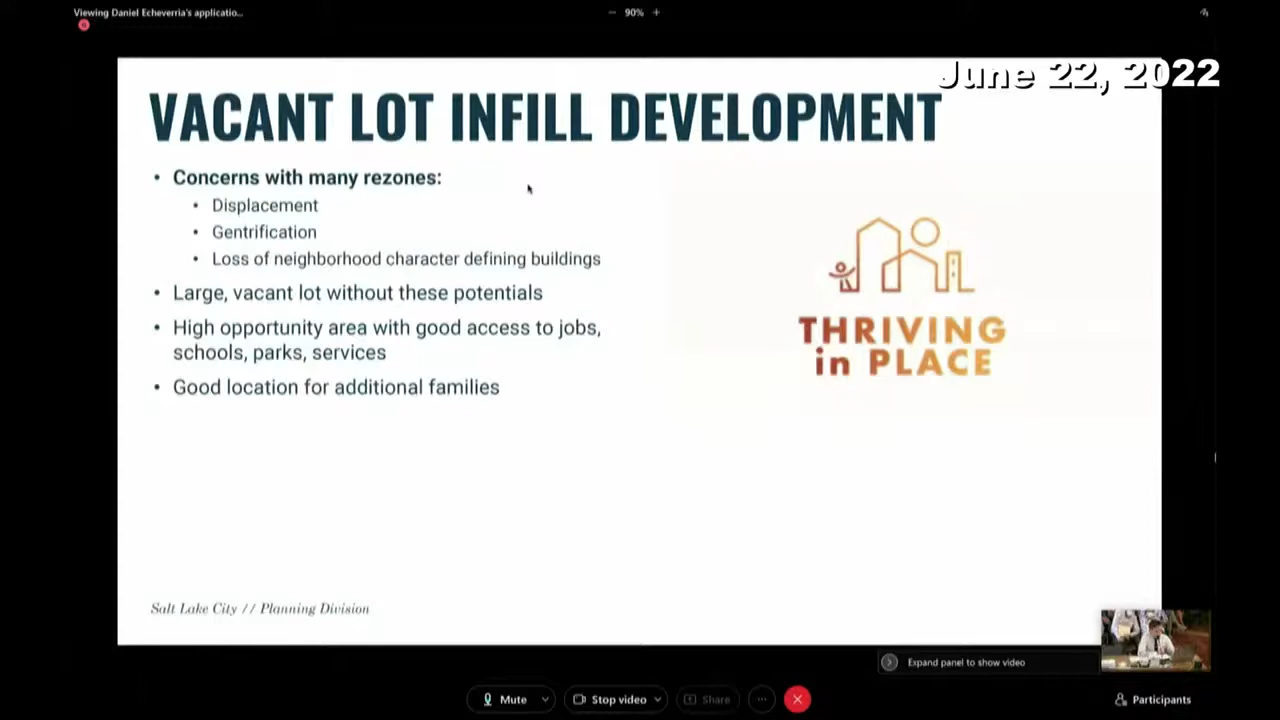 Viewing Daniel Echeverria's applicatio...
90%
June 22, 2022
VACANT LOT INFILL DEVELOPMENT
• Concerns with many rezones:
• Displacement
• Gentrification
• Loss of neighborhood character defining buildings
• Large, vacant lot without these potentials
• High opportunity area with good access to jobs,
schools, parks, services
• Good location for additional families
THRIVING
in PLACE
Salt Lake City // Planning Division
Expand panel to show video
Mute
Stop video
Share
Participants